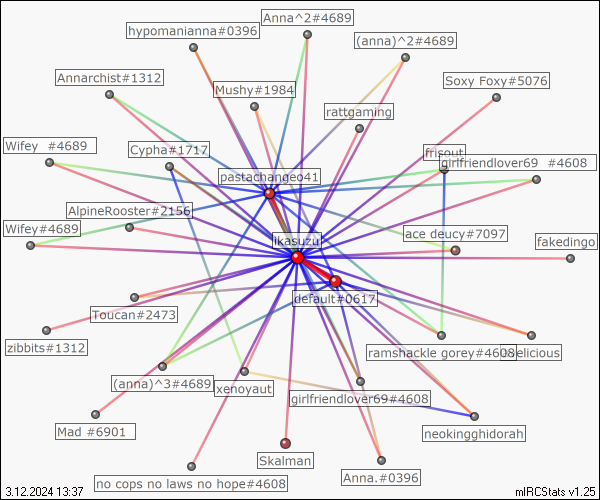 Anna^2#4689
hypomanianna#0396
(anna)^2#4689
Annarchist#1312
Mushy#1984
Soxy Foxy#5076
rattgaming
Wifey #4689
Cypha#1717
frisout
girlfriendlover69 #4608
pastachangeo41
AlpineRooster#2156
Wifey#4689
ikasuzu
ace deucy#7097
fakedingo
default#0617
Toucan#2473
zibbits#1312
ramshackle gorey#4608
elicious
(anna)^3#4689
xenoyaut
girlfriendlover69#4608
Mad #6901
neokingghidorah
Skalman
no cops no laws no hope#4608
Anna.#0396
3.12.2024 13:37
mIRCStats v1.25